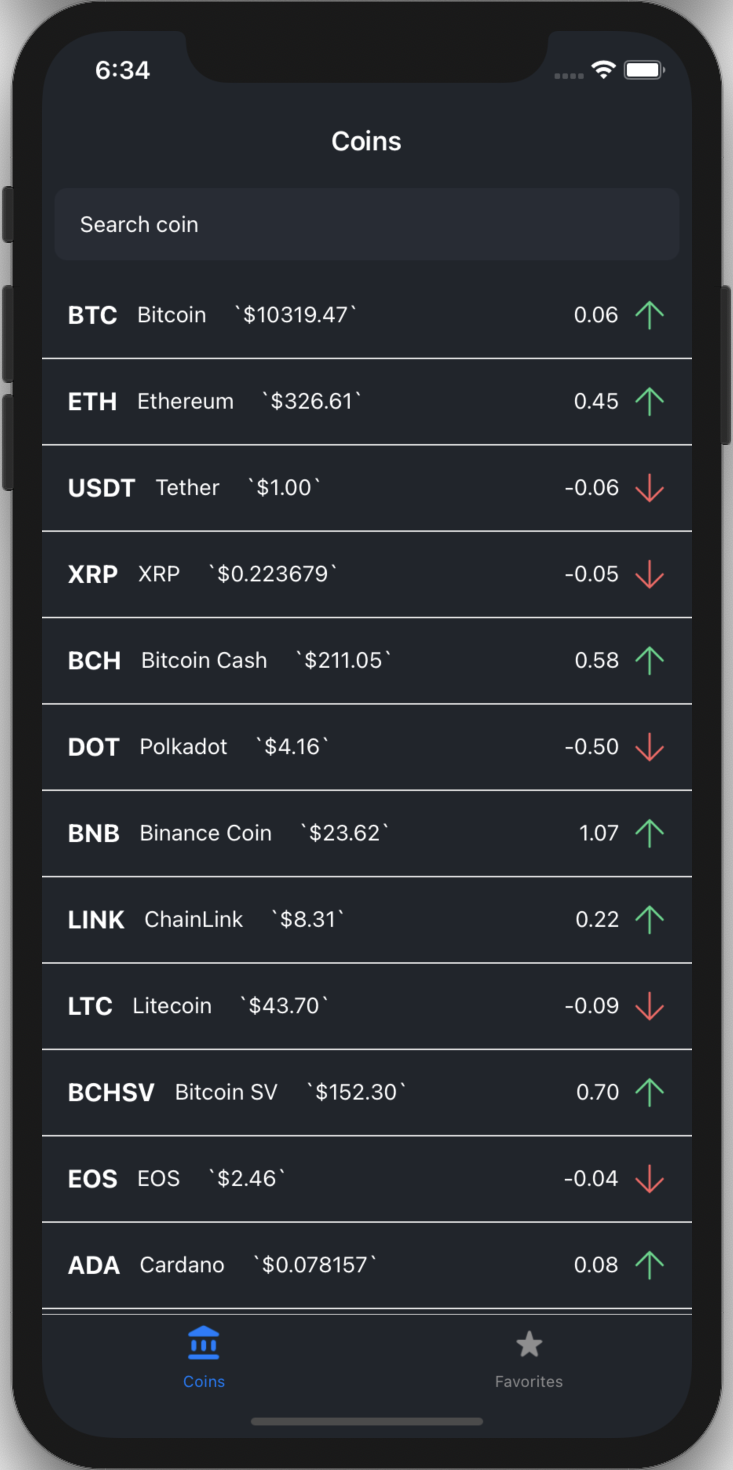 6:34
Coins
Search coin
BTC Bitcoin `$10319.47` 0.06
ETH Ethereum `$326.61` 0.45
USDT Tether `$1.00` -0.06
XRP XRP `$0.223679` -0.05
BCH Bitcoin Cash `$211.05` 0.58
DOT Polkadot `$4.16` -0.50
BNB Binance Coin `$23.62` 1.07
LINK ChainLink `$8.31` 0.22
LTC Litecoin `$43.70` -0.09
BCHSV Bitcoin SV `$152.30` 0.70
EOS EOS `$2.46` -0.04
ADA Cardano `$0.078157` 0.08
Coins Favorites